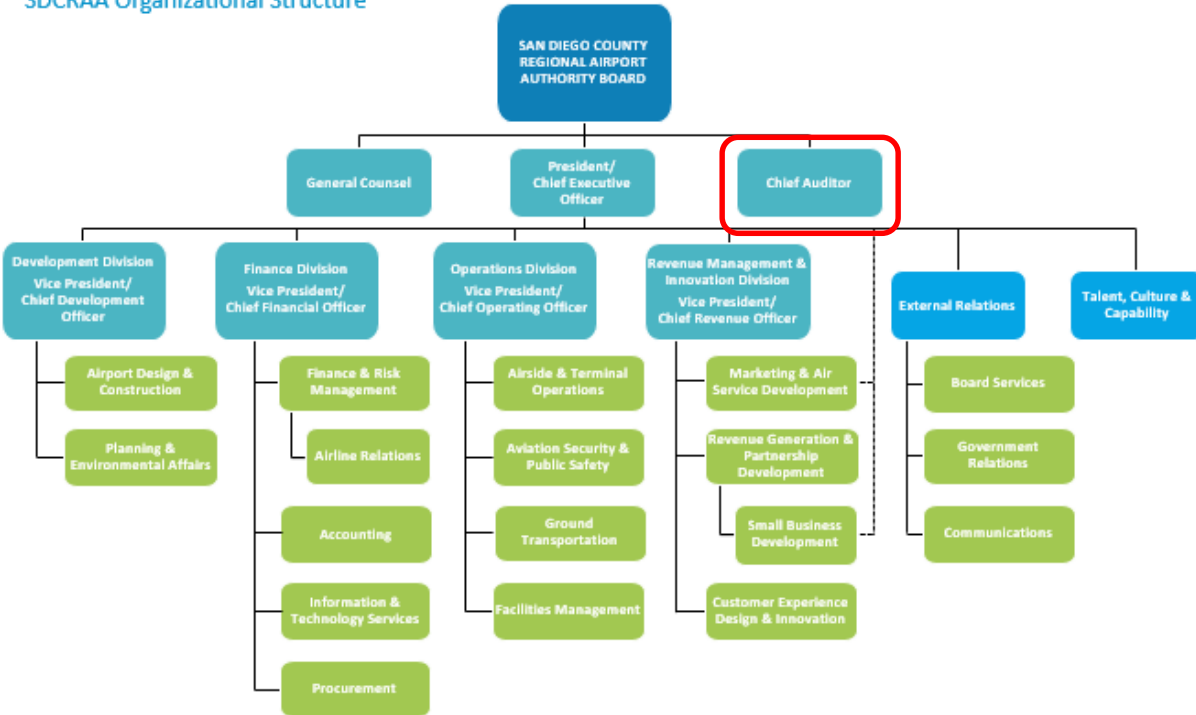 SDCRAA Organizational Structure
SAN DIEGO COUNTY
REGIONAL AIRPORT
AUTHORITY BOARD
General Counsel
President/
Chief Executive
Officer
Chief Auditor
Development Division
Vice President/
Chief Development
Officer
Finance Division
Vice President/
Chief Financial Officer
Operations Division
Vice President/
Chief Operating Officer
Revenue Management &
Innovation Division
Vice President/
Chief Revenue Officer
External Relations
Talent, Culture &
Capability
Airport Design &
Construction
Planning &
Environmental Affairs
Finance & Risk
Management
Airline Relations
Accounting
Information &
Technology Services
Procurement
Airside & Terminal
Operations
Aviation Security &
Public Safety
Ground
Transportation
Facilities Management
Marketing & Air
Service Development
Revenue Generation &
Partnership
Development
Small Business
Development
Customer Experience
Design & Innovation
Board Services
Government
Relations
Communications